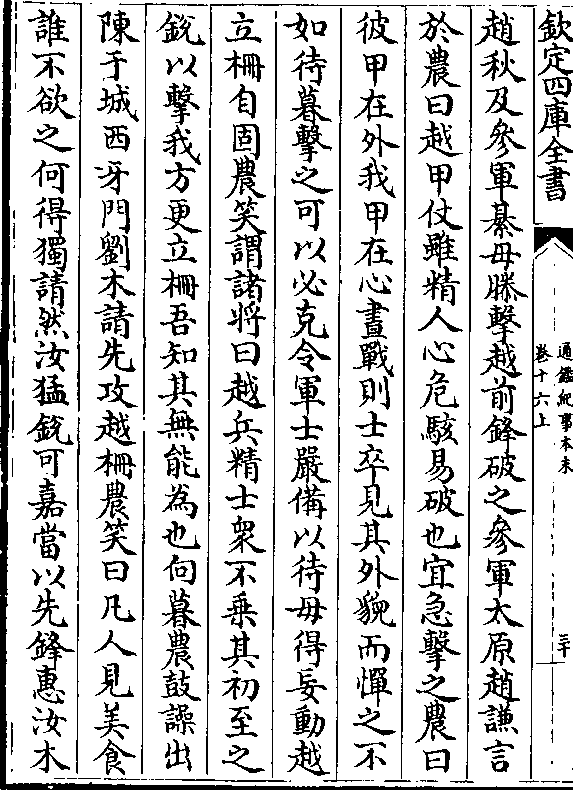 欽定四庫全書
通鑑紀事本末
卷十六上
三十
趙秋及參軍綦毋滕擊越前鋒破之參軍太原趙謙言
於農曰越甲仗雖精人心危駭易破也宜急擊之農曰
彼甲在外我甲在心晝戰則士卒見其外貌而憚之不
如待暮擊之可以必克令軍士嚴備以待毋得妄動越
立柵自固農笑謂諸將曰越兵精士衆不乗其初至之
銳以擊我方更立柵吾知其無能為也向暮農鼓譟出
陳于城西牙門劉木請先攻越柵農笑曰凡人見美食
誰不欲之何得獨請然汝猛銳可嘉當以先鋒惠汝木